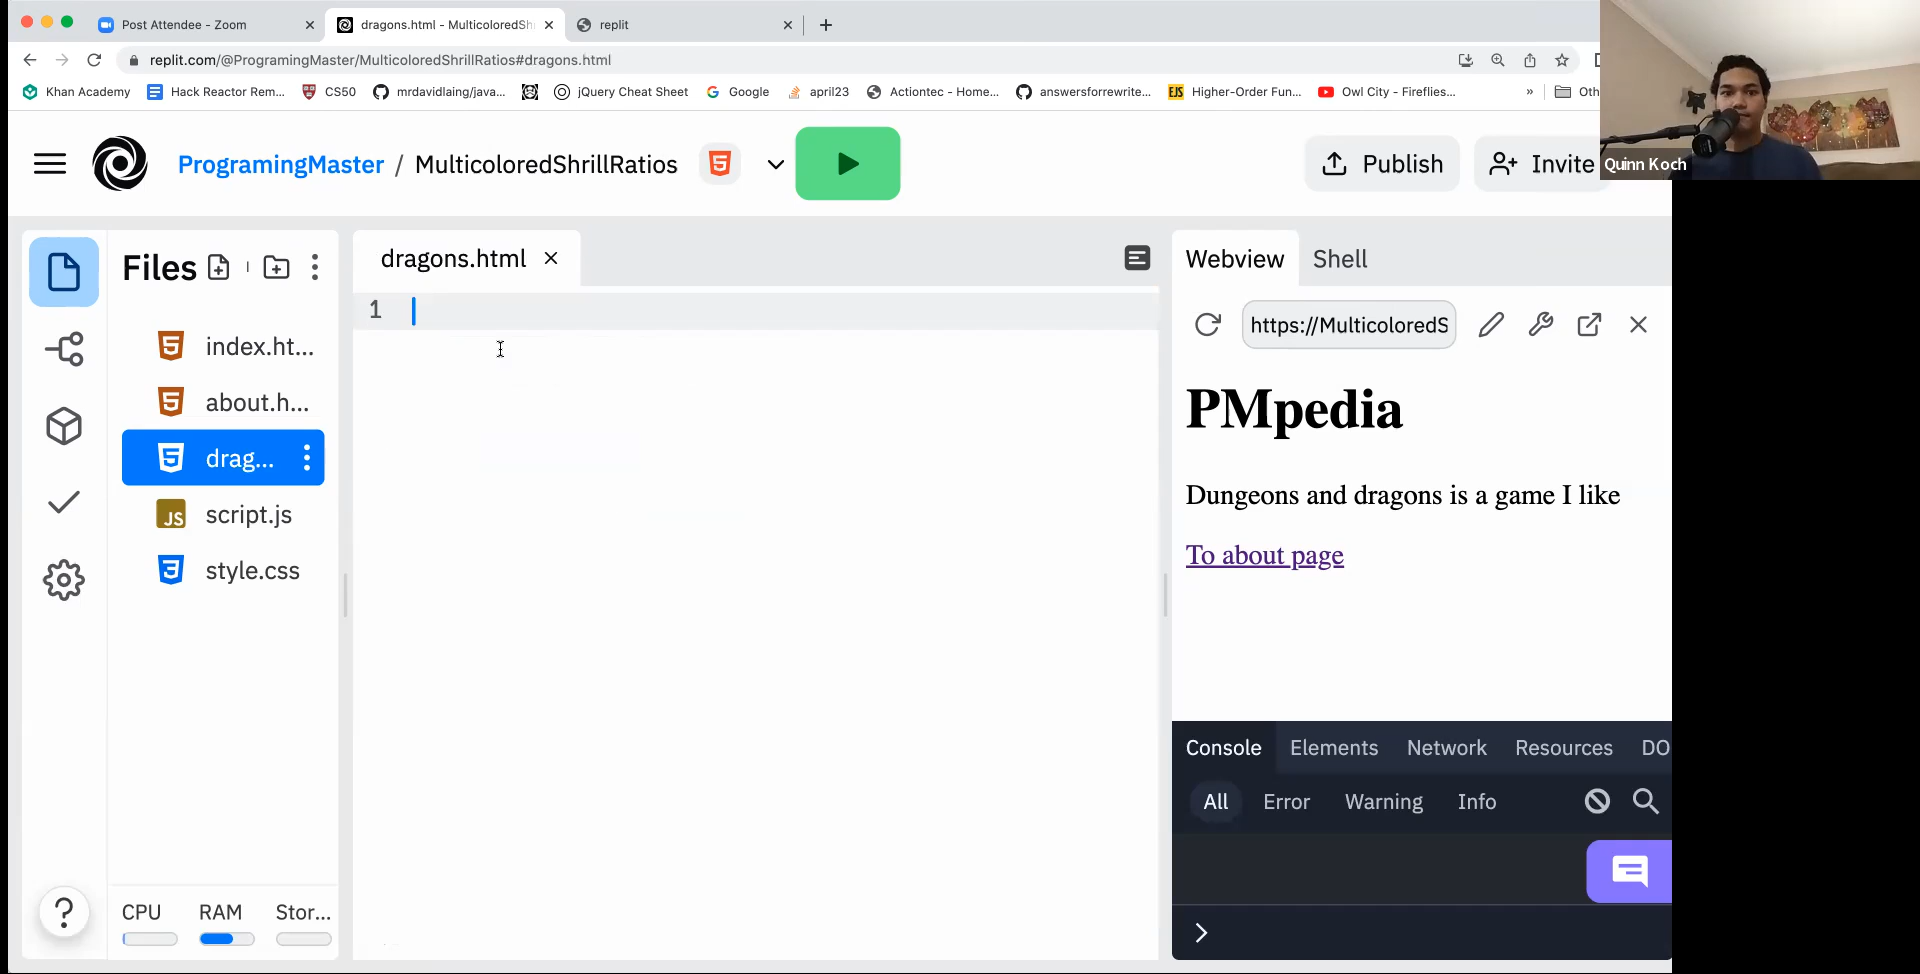 Post Attendee - Zoom
dragons.html - MulticoloredSh
replit
replit.com/@ProgramingMaster/MulticoloredShrillRatios#dragons.html
Khan Academy
Hack Reactor Rem...
CS50
mrdavidlaing/java...
jQuery Cheat Sheet
Google
april23
Actiontec - Home...
answersforrewrite...
EJS
Higher-Order Fun...
Owl City - Fireflies...
»
Oth
ProgramingMaster / MulticoloredShrillRatios
Publish
Invite
Quinn Koch
Files
dragons.html
Webview
Shell
1
https://MulticoloredS
index.ht...
about.h...
drag...
JS script.js
style.css
PMpedia
Dungeons and dragons is a game I like
To about page
Console Elements Network Resources DO
All Error Warning Info
CPU RAM Stor...